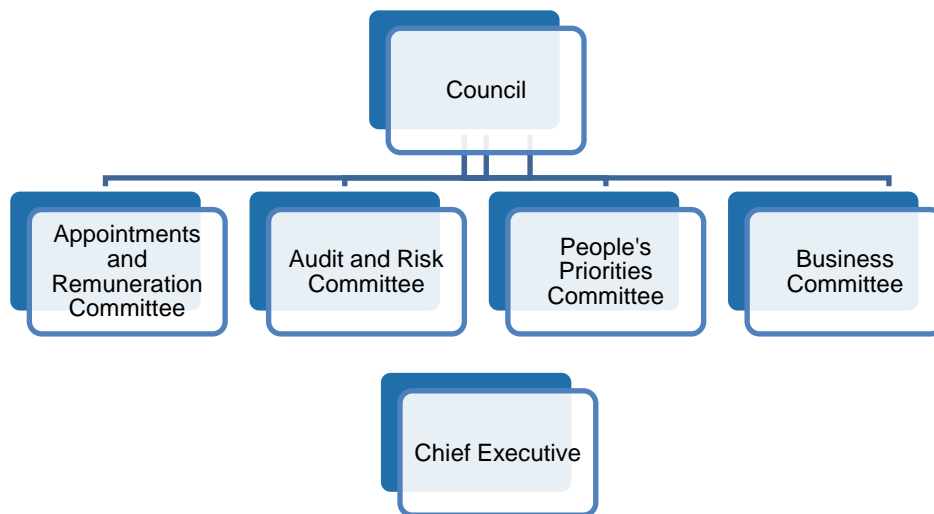 Council
Appointments
and
Remuneration
Committee
Audit and Risk
Committee
People's
Priorities
Committee
Business
Committee
Chief Executive